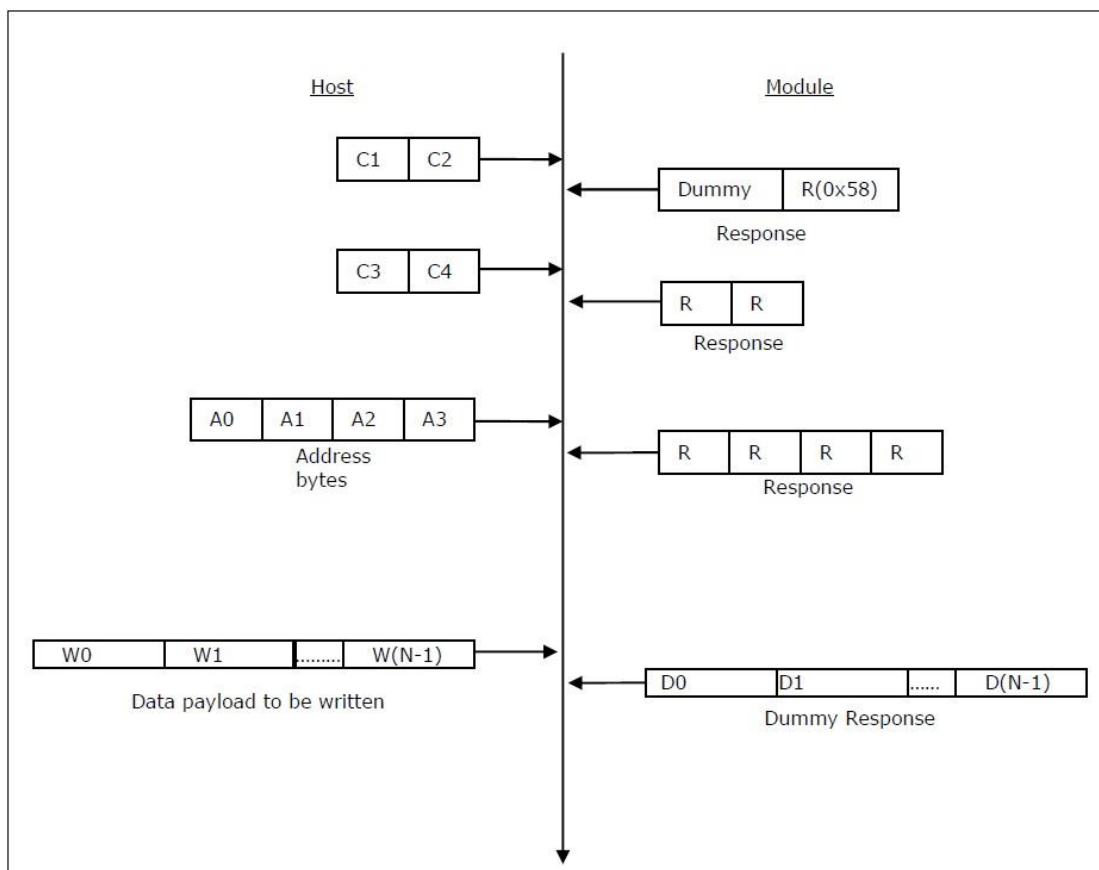 Host Module
C1 C2
Dummy R(0x58)
Response
C3 C4
R R
Response
A0 A1 A2 A3
Address
bytes
R R R R
Response
W0 W1 ......... W(N-1)
Data payload to be written
D0 D1 ...... D(N-1)
Dummy Response